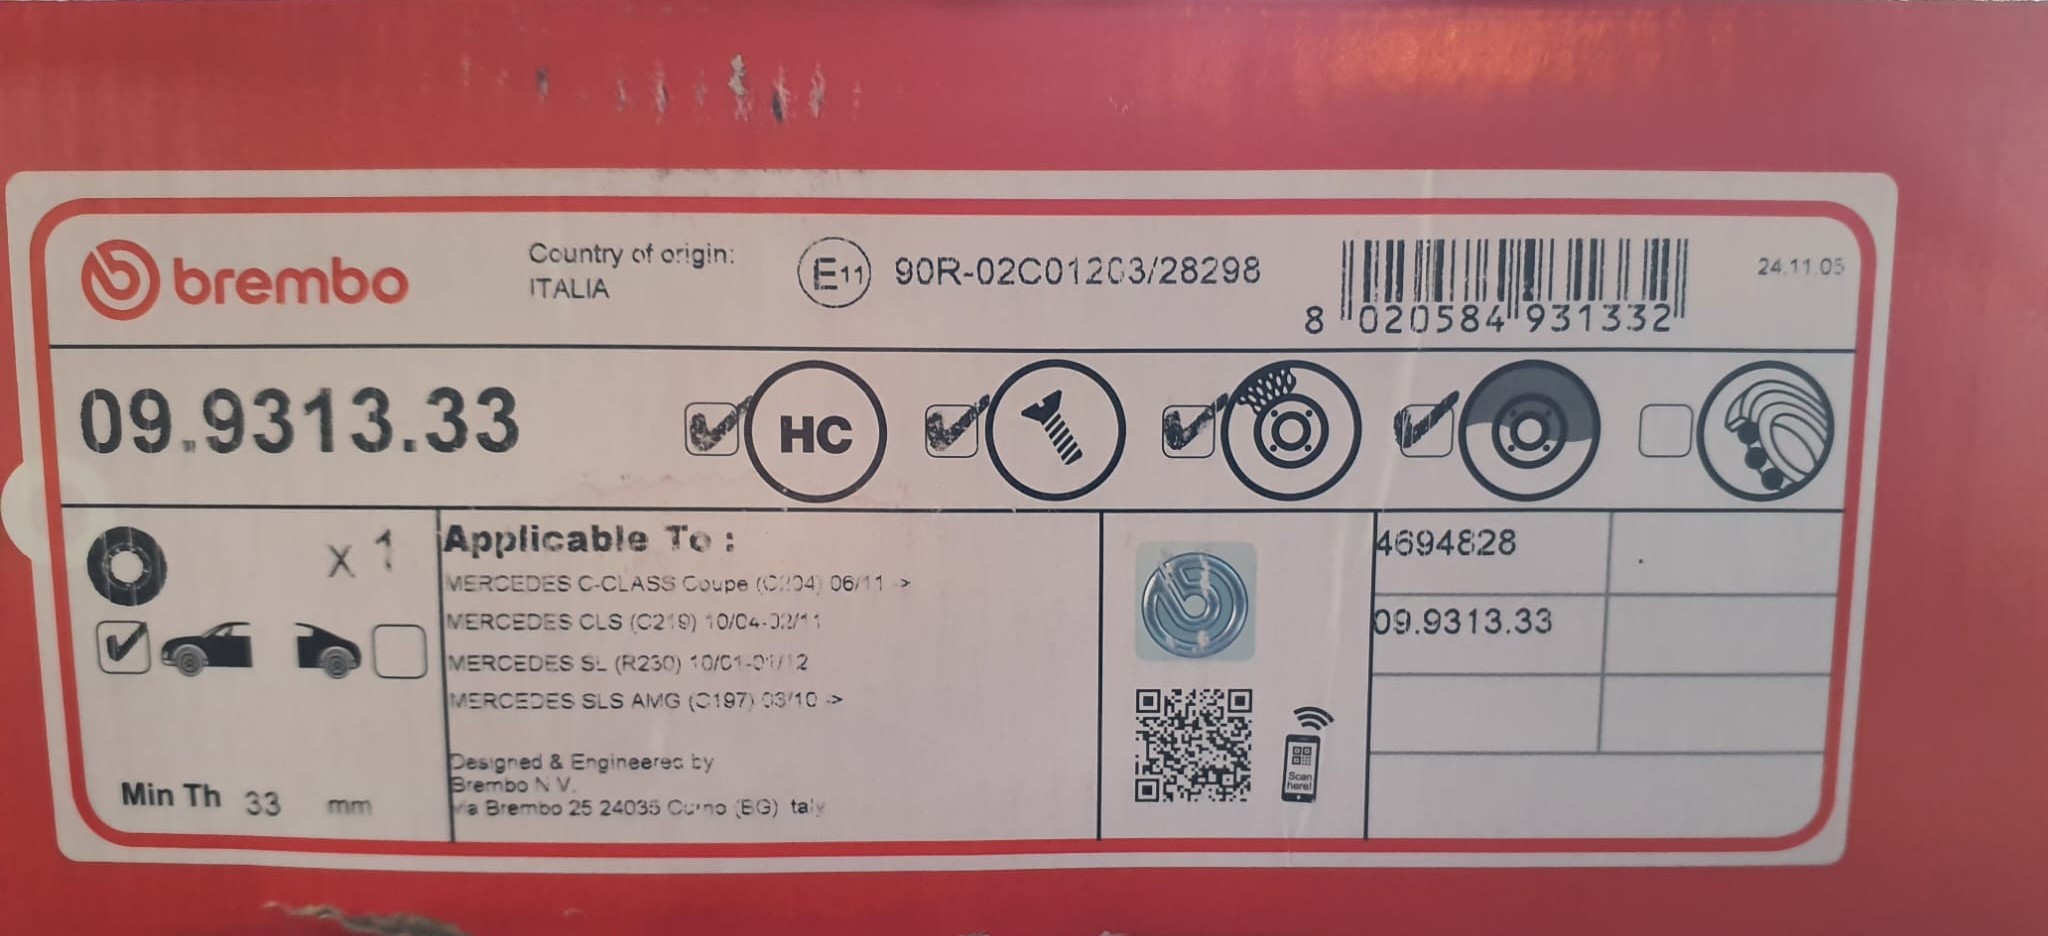 brembo
Country of origin:
ITALIA
E11
90R-02C01203/28298
8 020584 931332
24.11.05
09.9313.33
HC
x 1
Applicable To :
MERCEDES C-CLASS Coupe (C204) 06/11 ->
MERCEDES CLS (C219) 10/04-02/11
MERCEDES SL (R230) 10/01-01/12
MERCEDES SLS AMG (C197) 03/10 ->
Designed & Engineered by
Brembo N.V.
via Brembo 25 24035 Curno (BG) Italy
Min Th 33 mm
Scan
here!
4694828
09.9313.33